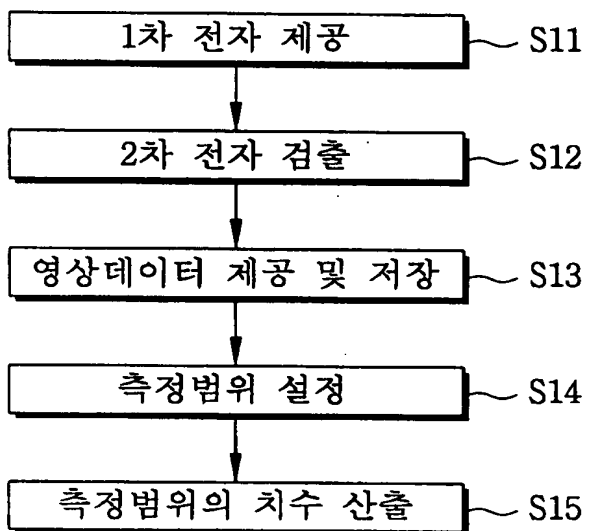 1차 전자 제공 S11
2차 전자 검출 S12
영상데이터 제공 및 저장 S13
측정범위 설정 S14
측정범위의 치수 산출 S15